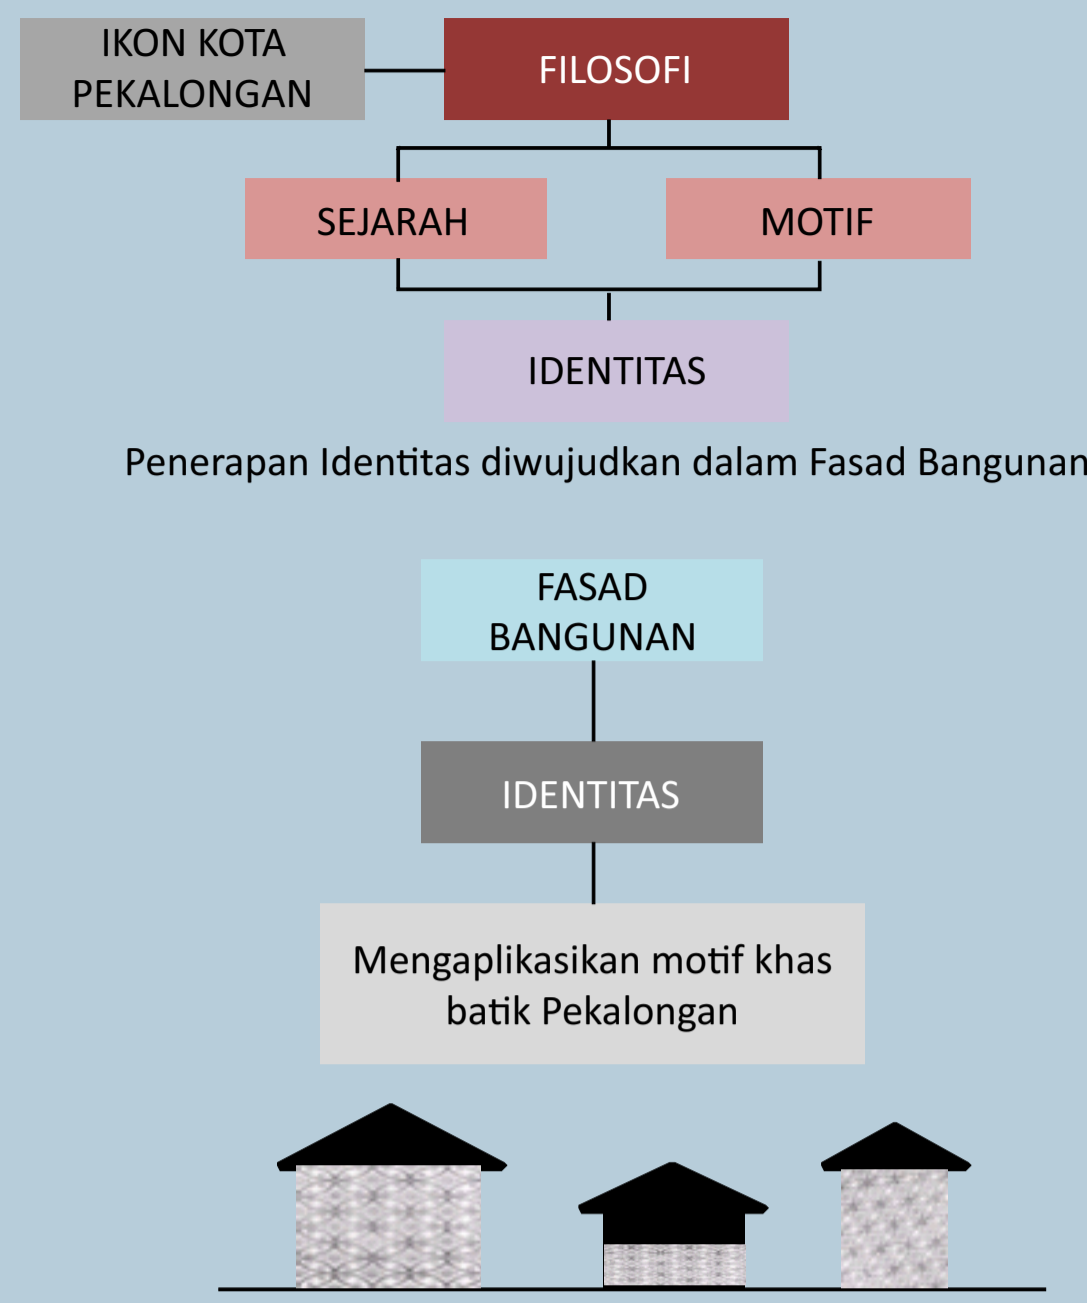 IKON KOTA
PEKALONGAN
FILOSOFI
SEJARAH
MOTIF
IDENTITAS
Penerapan Identitas diwujudkan dalam Fasad Bangunan
FASAD
BANGUNAN
IDENTITAS
Mengaplikasikan motif khas
batik Pekalongan